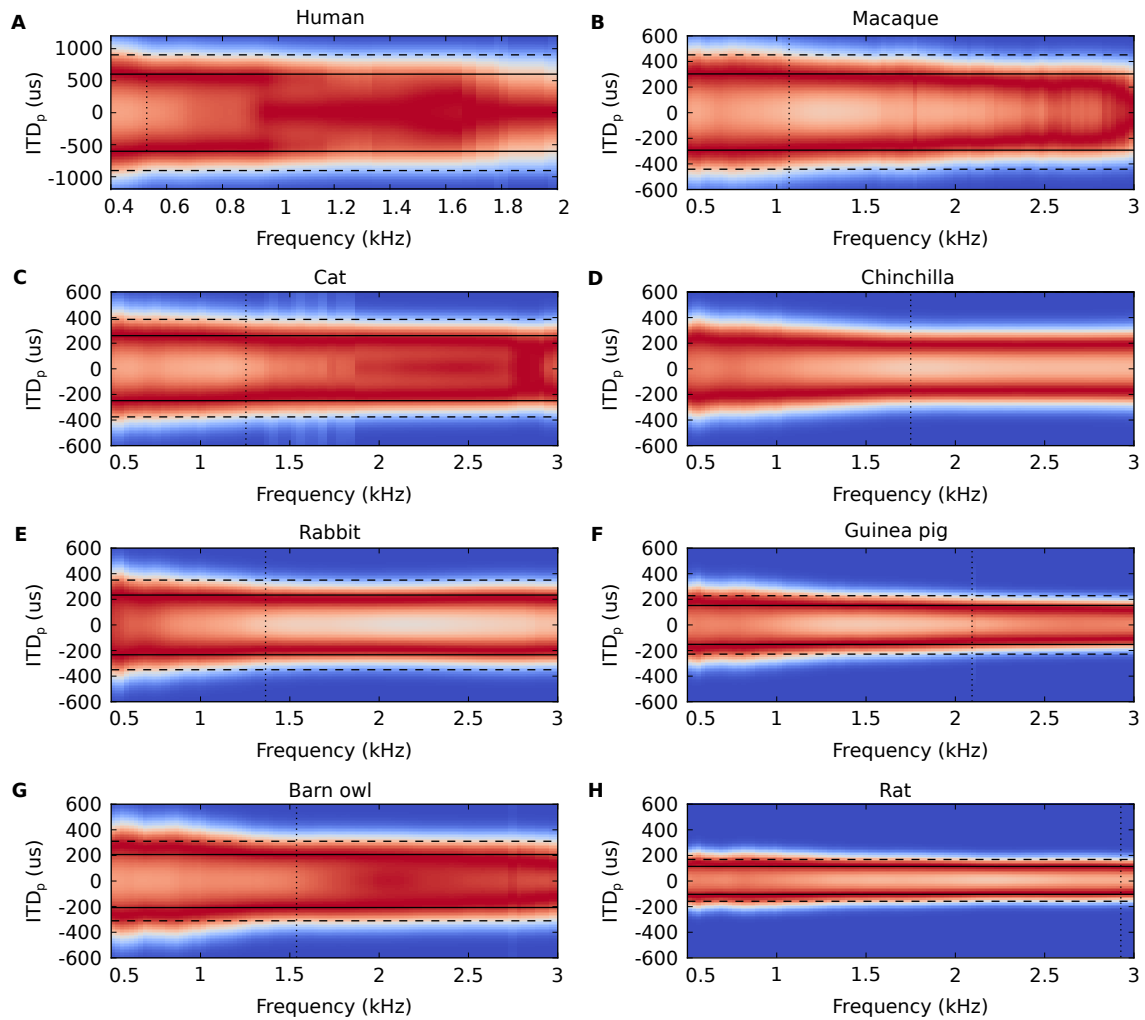 A
Human
1000
500
0
-500
-1000
ITDp (us)
0.4 0.6 0.8 1 1.2 1.4 1.6 1.8 2
Frequency (kHz)
B
Macaque
600
400
200
0
-200
-400
-600
ITDp (us)
0.5 1 1.5 2 2.5 3
Frequency (kHz)
C
Cat
600
400
200
0
-200
-400
-600
ITDp (us)
0.5 1 1.5 2 2.5 3
Frequency (kHz)
D
Chinchilla
600
400
200
0
-200
-400
-600
ITDp (us)
0.5 1 1.5 2 2.5 3
Frequency (kHz)
E
Rabbit
600
400
200
0
-200
-400
-600
ITDp (us)
0.5 1 1.5 2 2.5 3
Frequency (kHz)
F
Guinea pig
600
400
200
0
-200
-400
-600
ITDp (us)
0.5 1 1.5 2 2.5 3
Frequency (kHz)
G
Barn owl
600
400
200
0
-200
-400
-600
ITDp (us)
0.5 1 1.5 2 2.5 3
Frequency (kHz)
H
Rat
600
400
200
0
-200
-400
-600
ITDp (us)
0.5 1 1.5 2 2.5 3
Frequency (kHz)